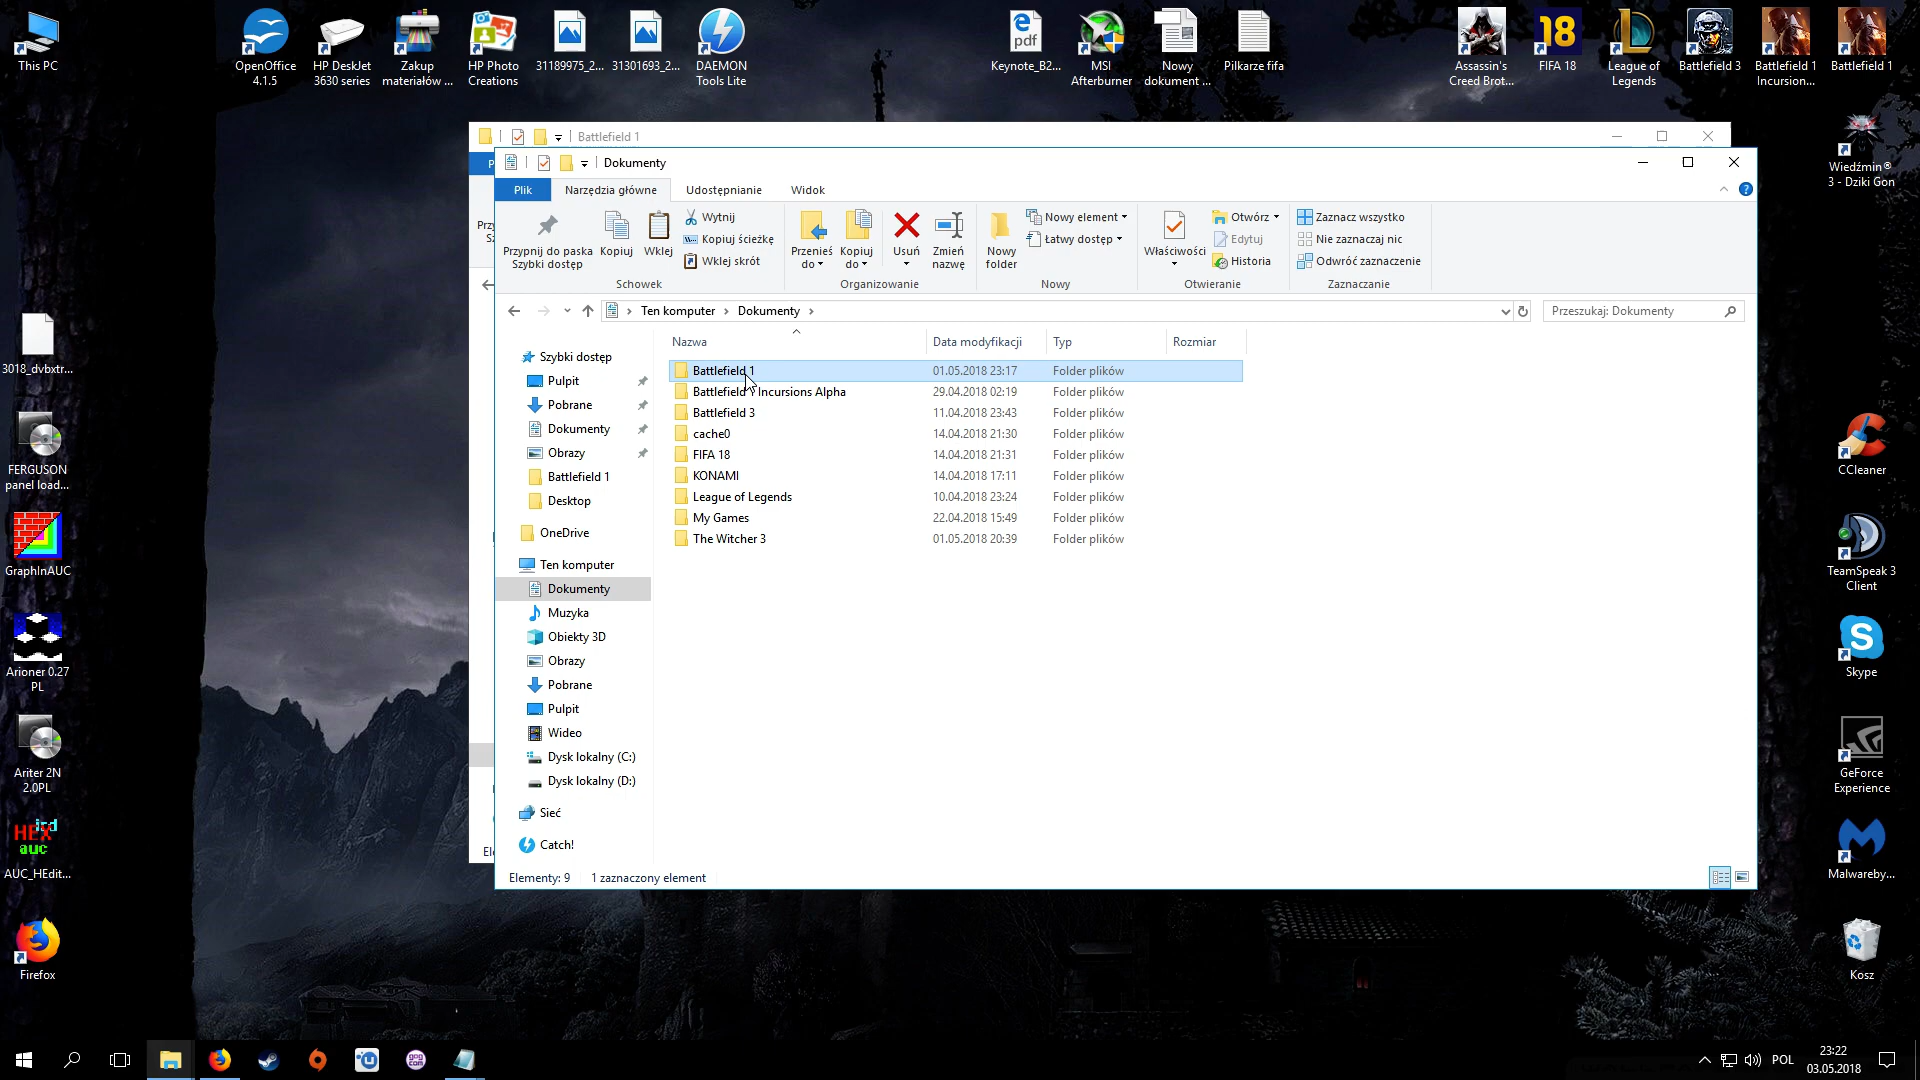 This PC
OpenOffice
4.1.5
HP DeskJet
3630 series
Zakup
materiałów ...
HP Photo
Creations
31189975_2...
31301693_2...
DAEMON
Tools Lite
Keynote_B2...
MSI
Afterburner
Nowy
dokument ...
Pilkarze fifa
Assassin's
Creed Brot...
FIFA 18
League of
Legends
Battlefield 3
Battlefield 1
Incursion...
Battlefield 1
Wiedźmin®
3 - Dziki Gon
3018_dvbxtr...
FERGUSON
panel load...
GraphInAUC
Arioner 0.27
PL
Ariter 2N
2.0PL
AUC_HEdit...
Firefox
CCleaner
TeamSpeak 3
Client
Skype
GeForce
Experience
Malwareby...
Kosz
Battlefield 1
Dokumenty
Plik
Narzędzia główne
Udostępnianie
Widok
Przypnij do paska
Szybki dostęp
Kopiuj
Wklej
Wytnij
Kopiuj ścieżkę
Wklej skrót
Schowek
Przenieś
do
Kopiuj
do
Usuń
Zmień
nazwę
Organizowanie
Nowy
folder
Nowy element
Łatwy dostęp
Nowy
Właściwości
Otwórz
Edytuj
Historia
Otwieranie
Zaznacz wszystko
Nie zaznaczaj nic
Odwróć zaznaczenie
Zaznaczanie
Ten komputer > Dokumenty >
Przeszukaj: Dokumenty
Nazwa Data modyfikacji Typ Rozmiar
Battlefield 1 01.05.2018 23:17 Folder plików
Battlefield Incursions Alpha 29.04.2018 02:19 Folder plików
Battlefield 3 11.04.2018 23:43 Folder plików
cache0 14.04.2018 21:30 Folder plików
FIFA 18 14.04.2018 21:31 Folder plików
KONAMI 14.04.2018 17:11 Folder plików
League of Legends 10.04.2018 23:24 Folder plików
My Games 22.04.2018 15:49 Folder plików
The Witcher 3 01.05.2018 20:39 Folder plików
Szybki dostęp
Pulpit
Pobrane
Dokumenty
Obrazy
Battlefield 1
Desktop
OneDrive
Ten komputer
Dokumenty
Muzyka
Obiekty 3D
Obrazy
Pobrane
Pulpit
Wideo
Dysk lokalny (C:)
Dysk lokalny (D:)
Sieć
Catch!
Elementy: 9 1 zaznaczony element
POL
23:22
03.05.2018